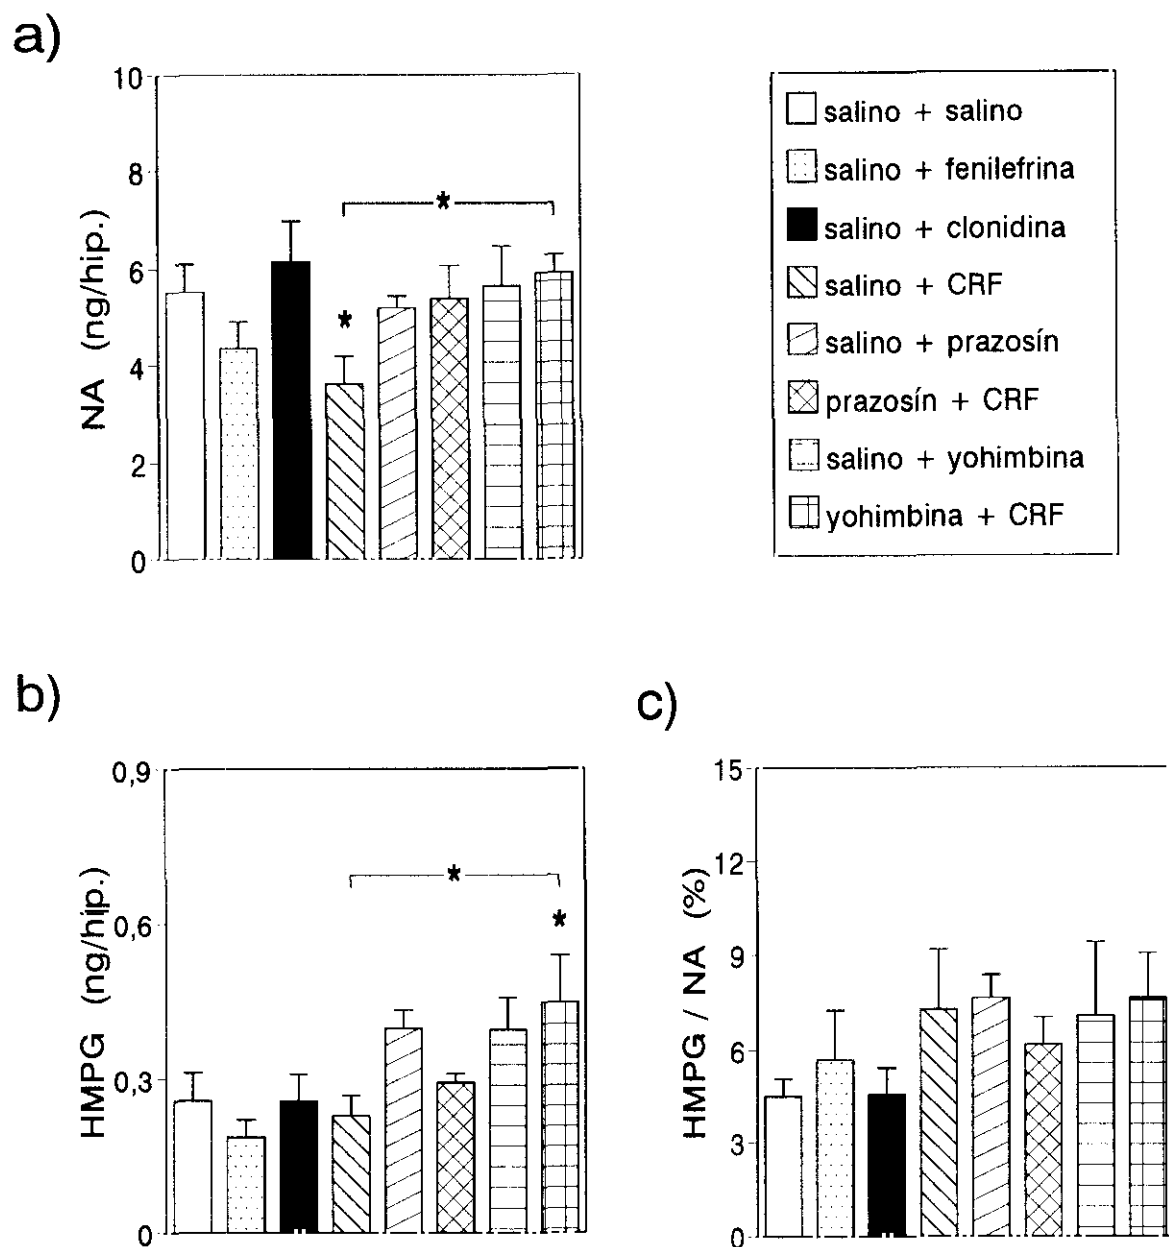 a)
10
8
6
4
2
0
NA (ng/hip.)
*
*
salino + salino
salino + fenilefrina
salino + clonidina
salino + CRF
salino + prazosín
prazosín + CRF
salino + yohimbina
yohimbina + CRF
b)
0,9
0,6
0,3
0
HMPG (ng/hip.)
*
*
c)
15
12
9
6
3
0
HMPG / NA (%)